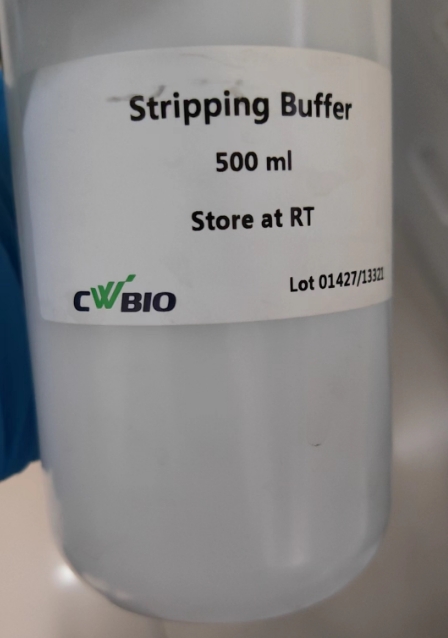 Stripping Buffer
500 ml
Store at RT
Lot 01427/13321
CWBIO